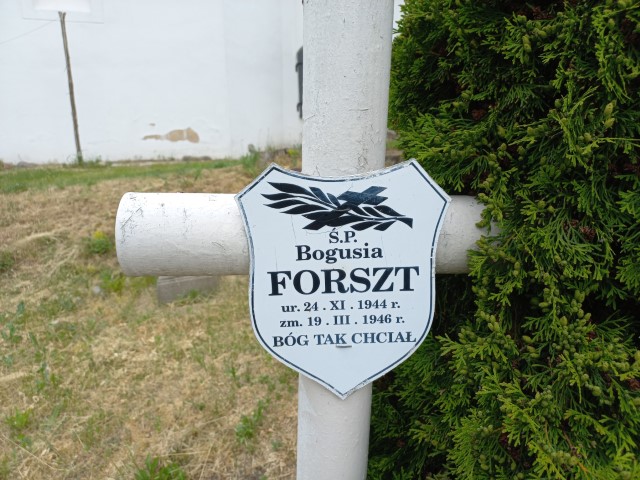 Ś.P.
Bogusia
FORSZT
ur. 24 . XI . 1944 r.
zm. 19 . III . 1946 r.
BÓG TAK CHCIAŁ